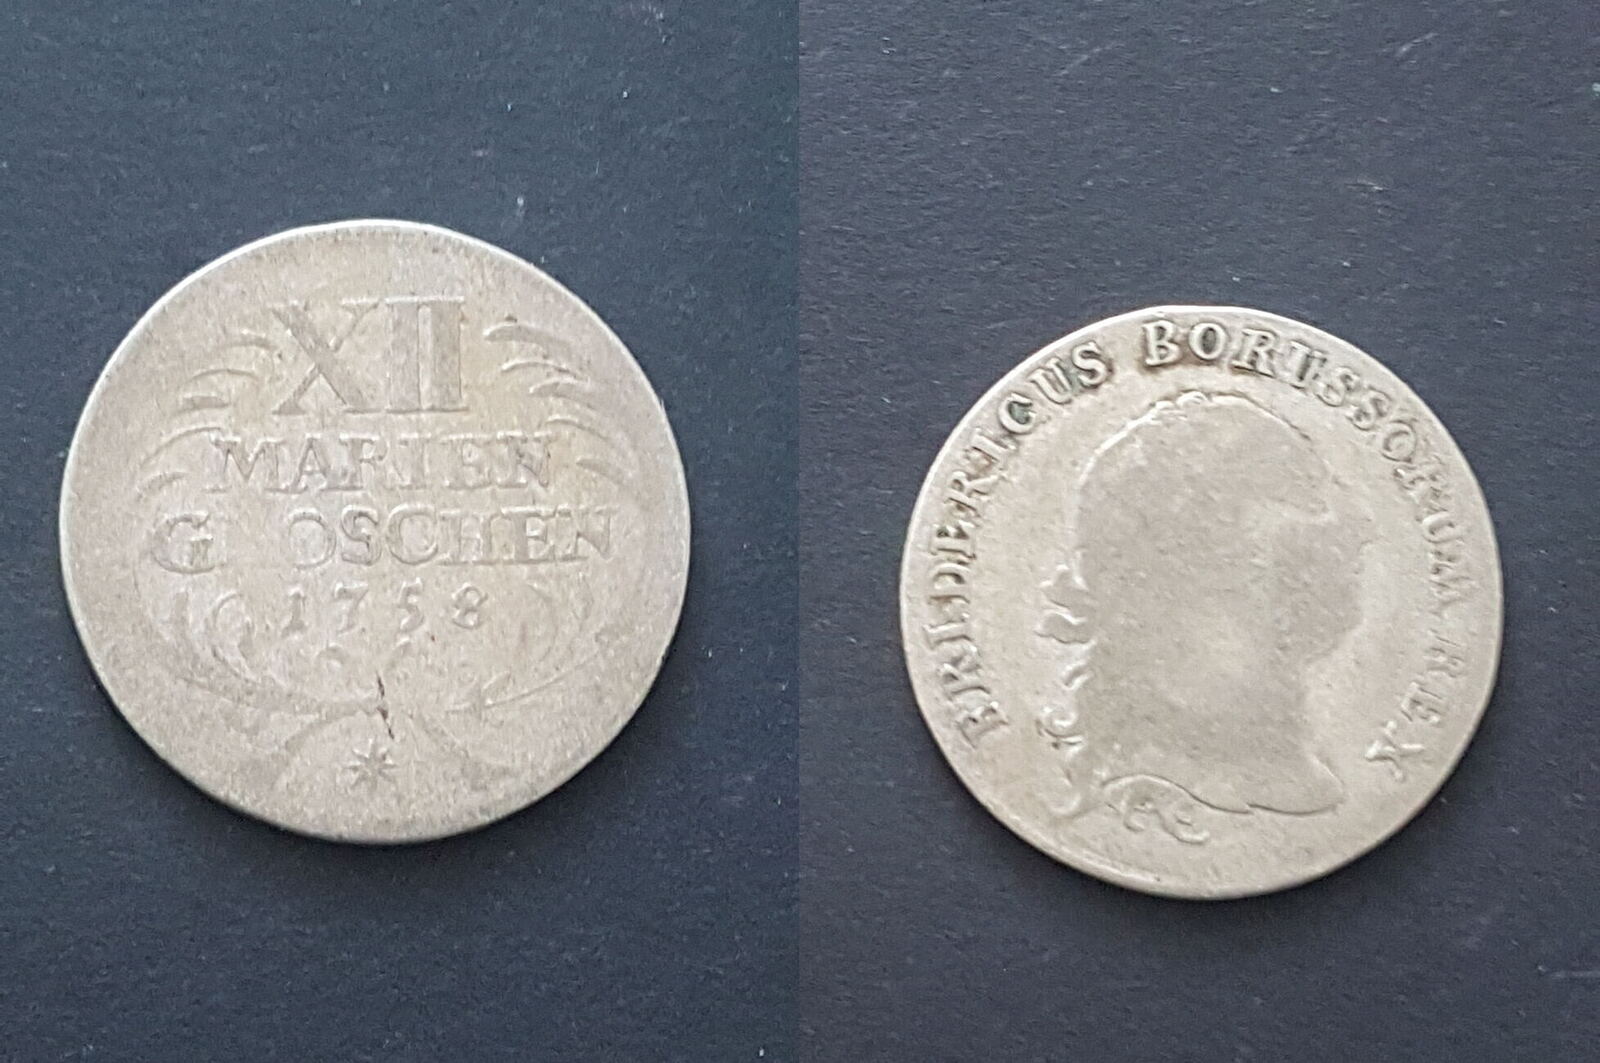 XII
MARIEN
GROSCHEN
1758
FRIDERICUS BORUSSORUM REX